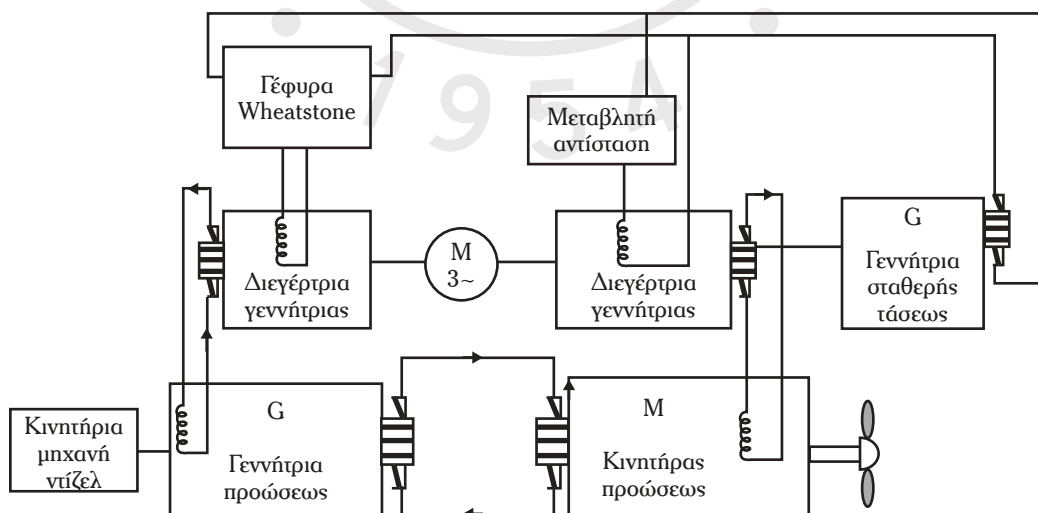 1954
Γέφυρα
Wheatstone
Μεταβλητή
αντίσταση
Διεγέρτρια
γεννήτριας
M
3~
Διεγέρτρια
γεννήτριας
G
Γεννήτρια
σταθερής
τάσεως
Κινητήρια
μηχανή
ντίζελ
G
Γεννήτρια
προώσεως
M
Κινητήρας
προώσεως